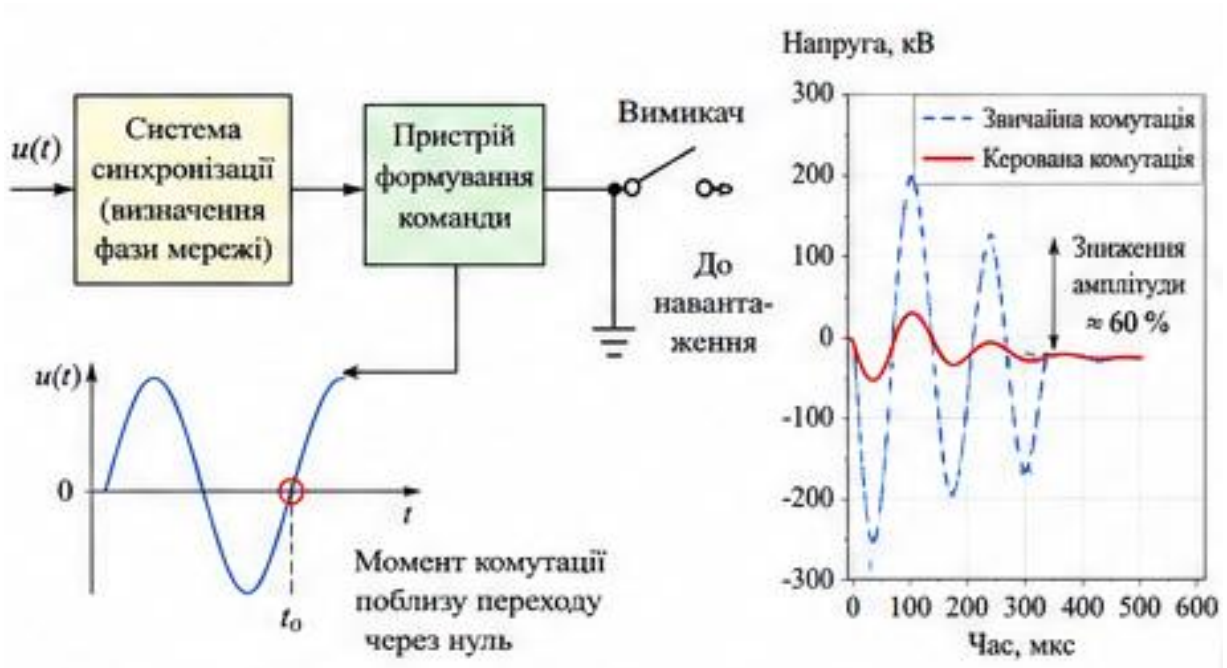 u(t)
Система
синхронізації
(визначення
фази мережі)
Пристрій
формування
команди
Вимикач
До
наванта-
ження
u(t)
0
t
t₀
Момент комутації
поблизу переходу
через нуль
Напруга, кВ
300
200
100
0
-100
-200
-300
Звичайна комутація
Керована комутація
Зниження
амплітуди
≈ 60 %
0 100 200 300 400 500 600
Час, мкс